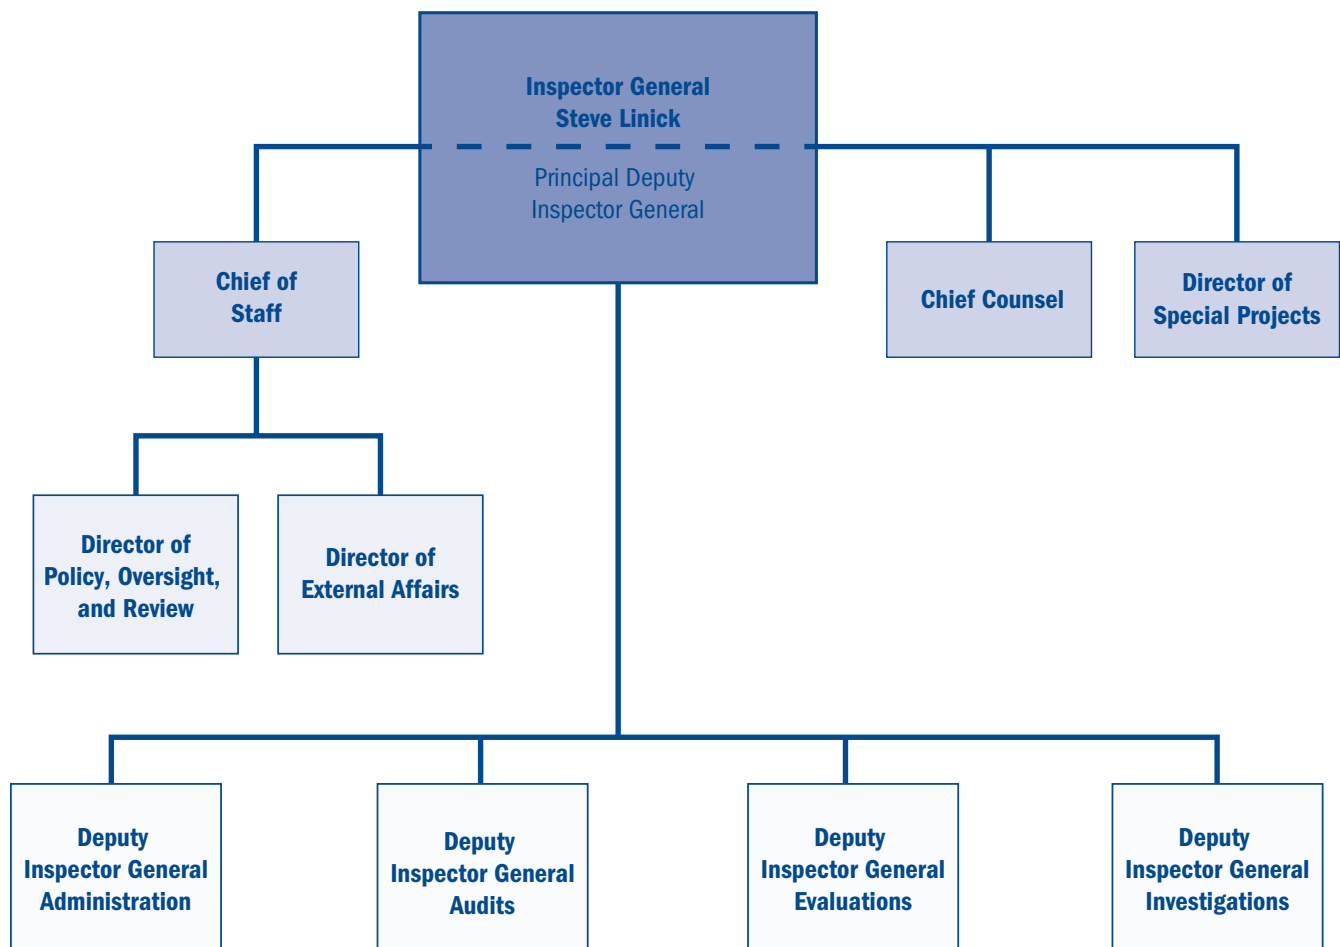 Inspector General
Steve Linick
Principal Deputy
Inspector General
Chief of
Staff
Chief Counsel
Director of
Special Projects
Director of
Policy, Oversight,
and Review
Director of
External Affairs
Deputy
Inspector General
Administration
Deputy
Inspector General
Audits
Deputy
Inspector General
Evaluations
Deputy
Inspector General
Investigations